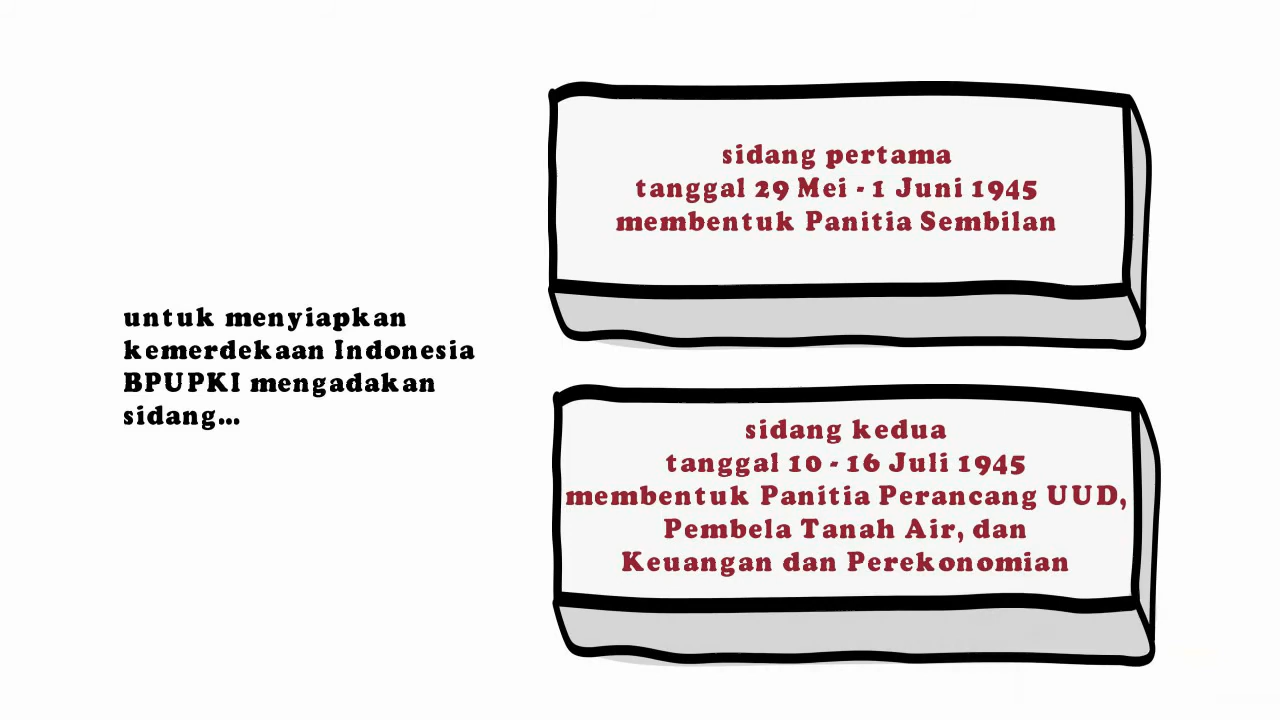 untuk menyiapkan
kemerdekaan Indonesia
BPUPKI mengadakan
sidang...
sidang pertama
tanggal 29 Mei - 1 Juni 1945
membentuk Panitia Sembilan
sidang kedua
tanggal 10 - 16 Juli 1945
membentuk Panitia Perancang UUD,
Pembela Tanah Air, dan
Keuangan dan Perekonomian